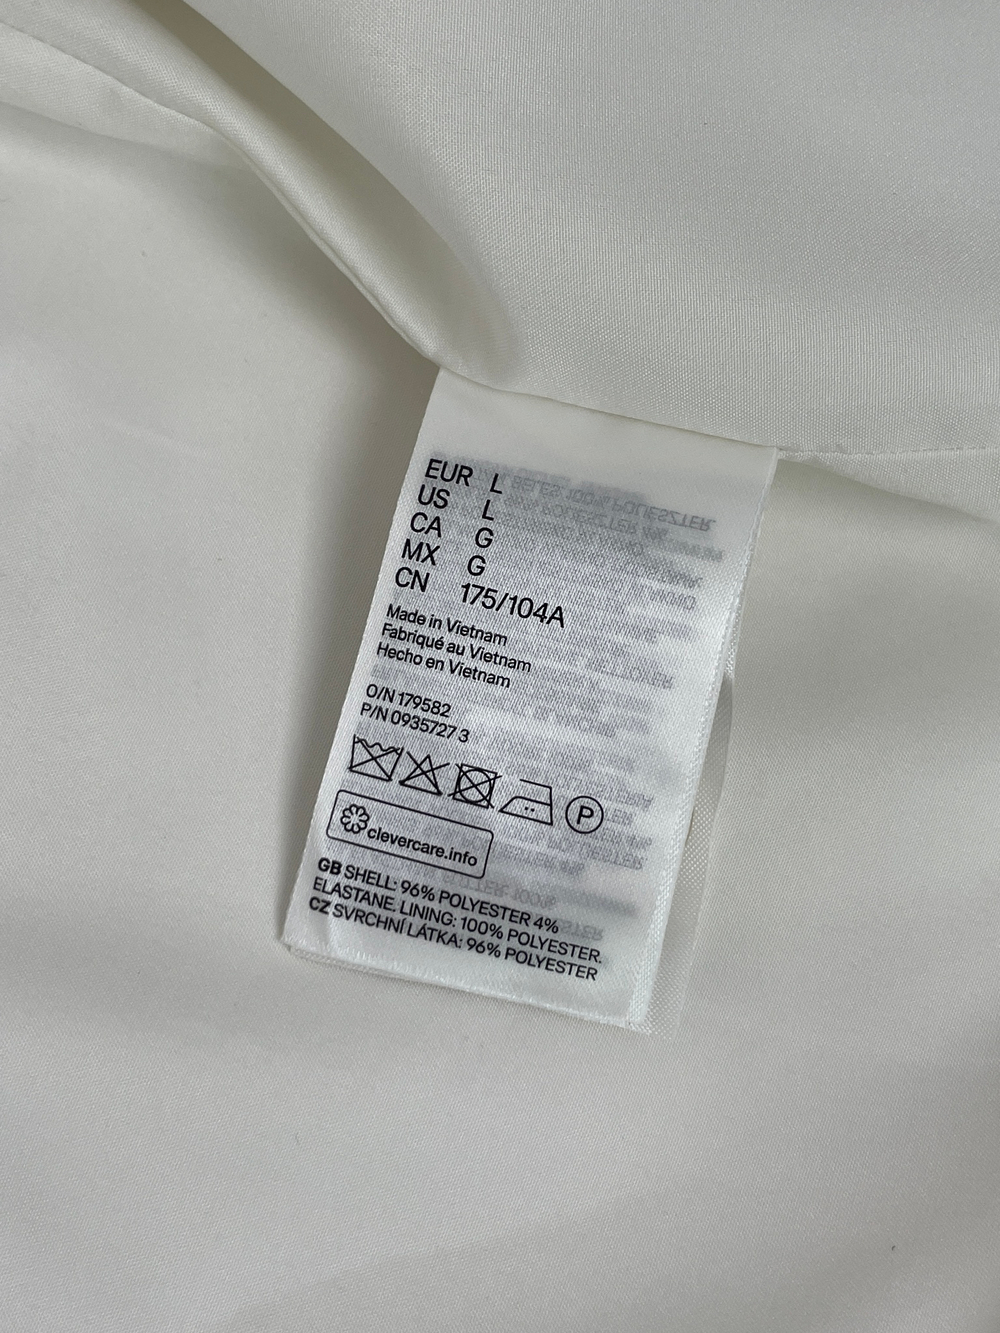 EUR L
US L
CA G
MX G
CN 175/104A
Made in Vietnam
Fabriqué au Vietnam
Hecho en Vietnam
O/N 179582
P/N 0935727 3
P
clevercare.info
GB SHELL: 96% POLYESTER 4%
ELASTANE. LINING: 100% POLYESTER.
CZ SVRCHNÍ LÁTKA: 96% POLYESTER